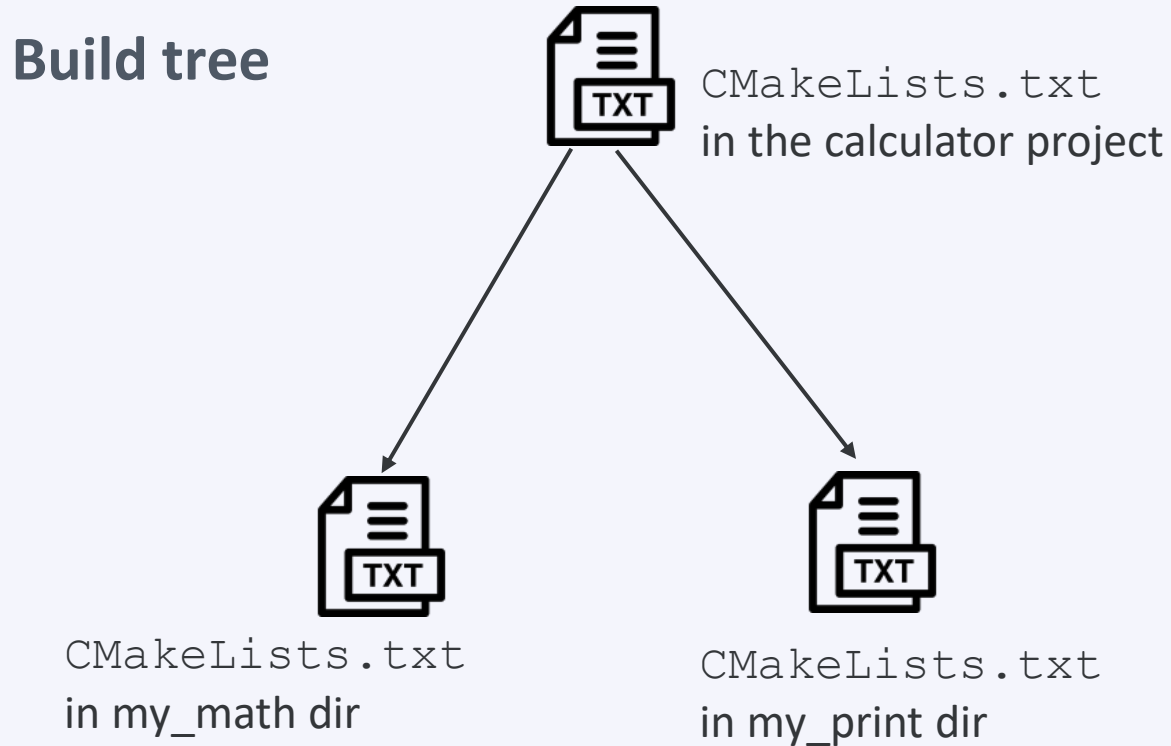 Build tree
TXT
CMakeLists.txt
in the calculator project
TXT
CMakeLists.txt
in my_math dir
TXT
CMakeLists.txt
in my_print dir